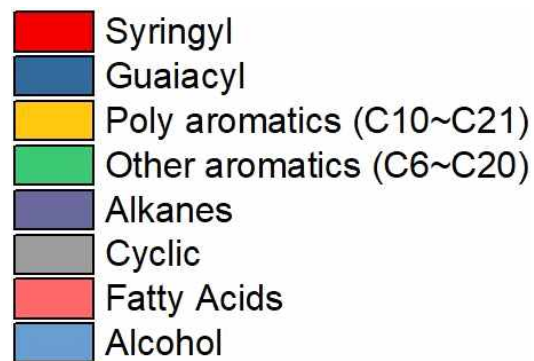 Syringyl
Guaiacyl
Poly aromatics (C10~C21)
Other aromatics (C6~C20)
Alkanes
Cyclic
Fatty Acids
Alcohol